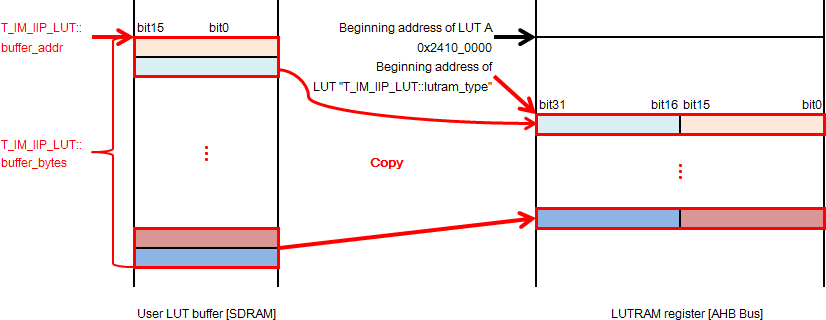 T_IM_IIP_LUT::
buffer_addr
bit15
bit0
Beginning address of LUT A
0x2410_0000
Beginning address of
LUT "T_IM_IIP_LUT::lutram_type"
bit31
bit16
bit15
bit0
T_IM_IIP_LUT::
buffer_bytes
Copy
User LUT buffer [SDRAM]
LUTRAM register [AHB Bus]